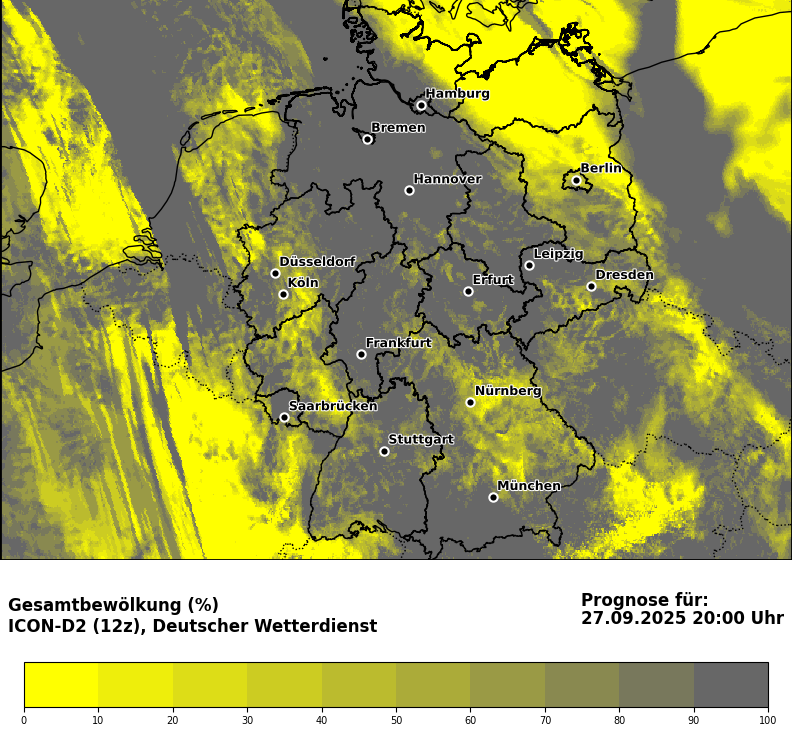 Hamburg
Bremen
Berlin
Hannover
Leipzig
Düsseldorf
Dresden
Köln
Erfurt
Frankfurt
Nürnberg
Saarbrücken
Stuttgart
München
Gesamtbewölkung (%)
ICON-D2 (12z), Deutscher Wetterdienst
Prognose für:
27.09.2025 20:00 Uhr
0 10 20 30 40 50 60 70 80 90 100